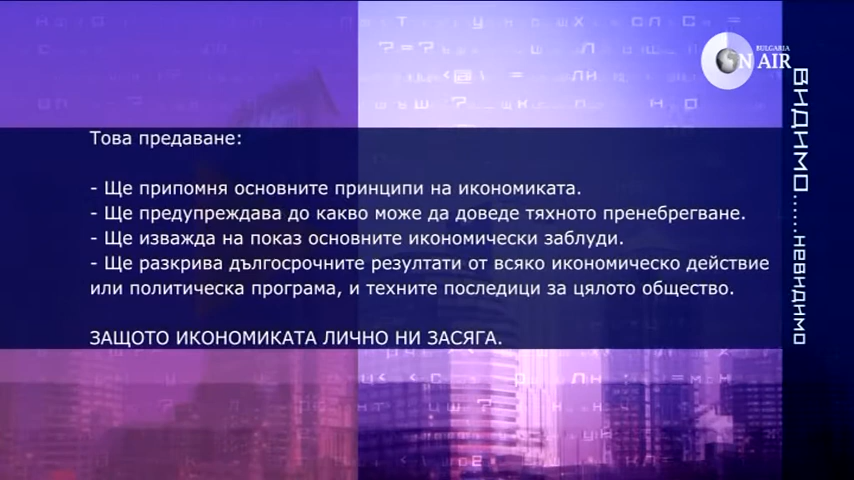 Това предаване:
- Ще припомня основните принципи на икономиката.
- Ще предупреждава до какво може да доведе тяхното пренебрегване.
- Ще изважда на показ основните икономически заблуди.
- Ще разкрива дългосрочните резултати от всяко икономическо действие
или политическа програма, и техните последици за цялото общество.
ЗАЩОТО ИКОНОМИКАТА ЛИЧНО НИ ЗАСЯГА.
BULGARIA
ON AIR
ВИДИМО......невидимо